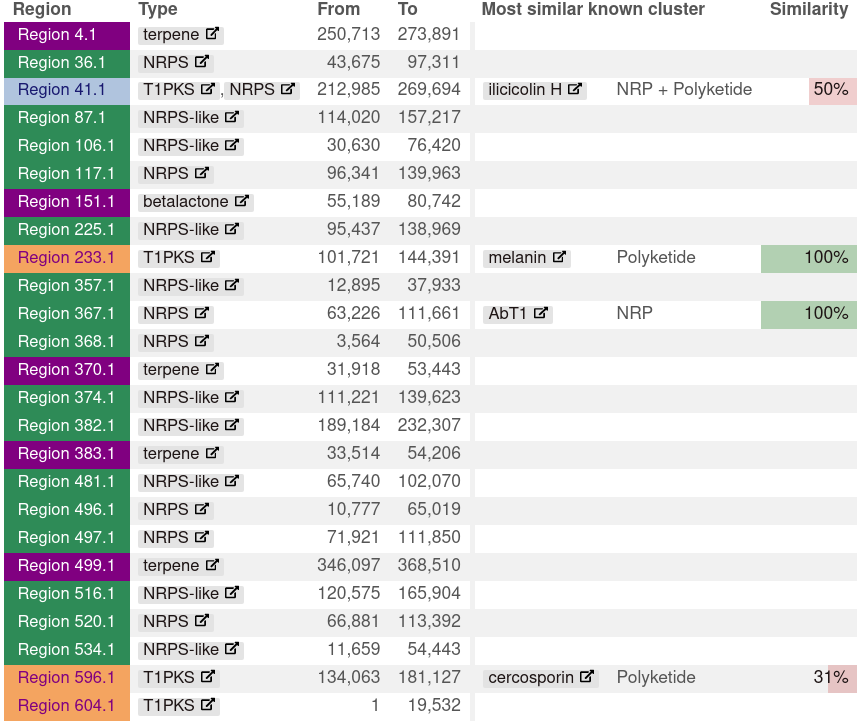 Region Type From To Most similar known cluster Similarity
Region 4.1 terpene 250,713 273,891
Region 36.1 NRPS 43,675 97,311
Region 41.1 T1PKS , NRPS 212,985 269,694 ilicicolin H NRP + Polyketide 50%
Region 87.1 NRPS-like 114,020 157,217
Region 106.1 NRPS-like 30,630 76,420
Region 117.1 NRPS 96,341 139,963
Region 151.1 betalactone 55,189 80,742
Region 225.1 NRPS-like 95,437 138,969
Region 233.1 T1PKS 101,721 144,391 melanin Polyketide 100%
Region 357.1 NRPS-like 12,895 37,933
Region 367.1 NRPS 63,226 111,661 AbT1 NRP 100%
Region 368.1 NRPS 3,564 50,506
Region 370.1 terpene 31,918 53,443
Region 374.1 NRPS-like 111,221 139,623
Region 382.1 NRPS-like 189,184 232,307
Region 383.1 terpene 33,514 54,206
Region 481.1 NRPS-like 65,740 102,070
Region 496.1 NRPS 10,777 65,019
Region 497.1 NRPS 71,921 111,850
Region 499.1 terpene 346,097 368,510
Region 516.1 NRPS-like 120,575 165,904
Region 520.1 NRPS 66,881 113,392
Region 534.1 NRPS-like 11,659 54,443
Region 596.1 T1PKS 134,063 181,127 cercosporin Polyketide 31%
Region 604.1 T1PKS 1 19,532